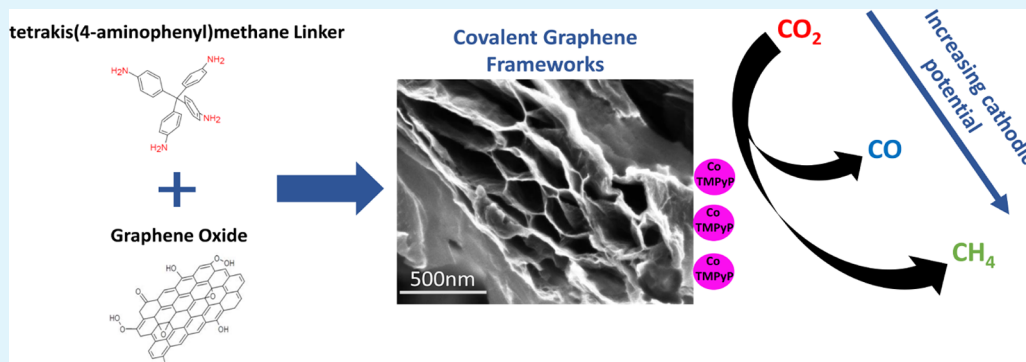 tetrakis(4-aminophenyl)methane Linker
H₂N
NH₂
NH₂
H₂N
+
Graphene Oxide
OH
O
HO
O
O
O
O
HO
O
OH
Covalent Graphene
Frameworks
500nm
Co
TMPyP
Co
TMPyP
Co
TMPyP
CO₂
CO
CH₄
Increasing cathodic
potential